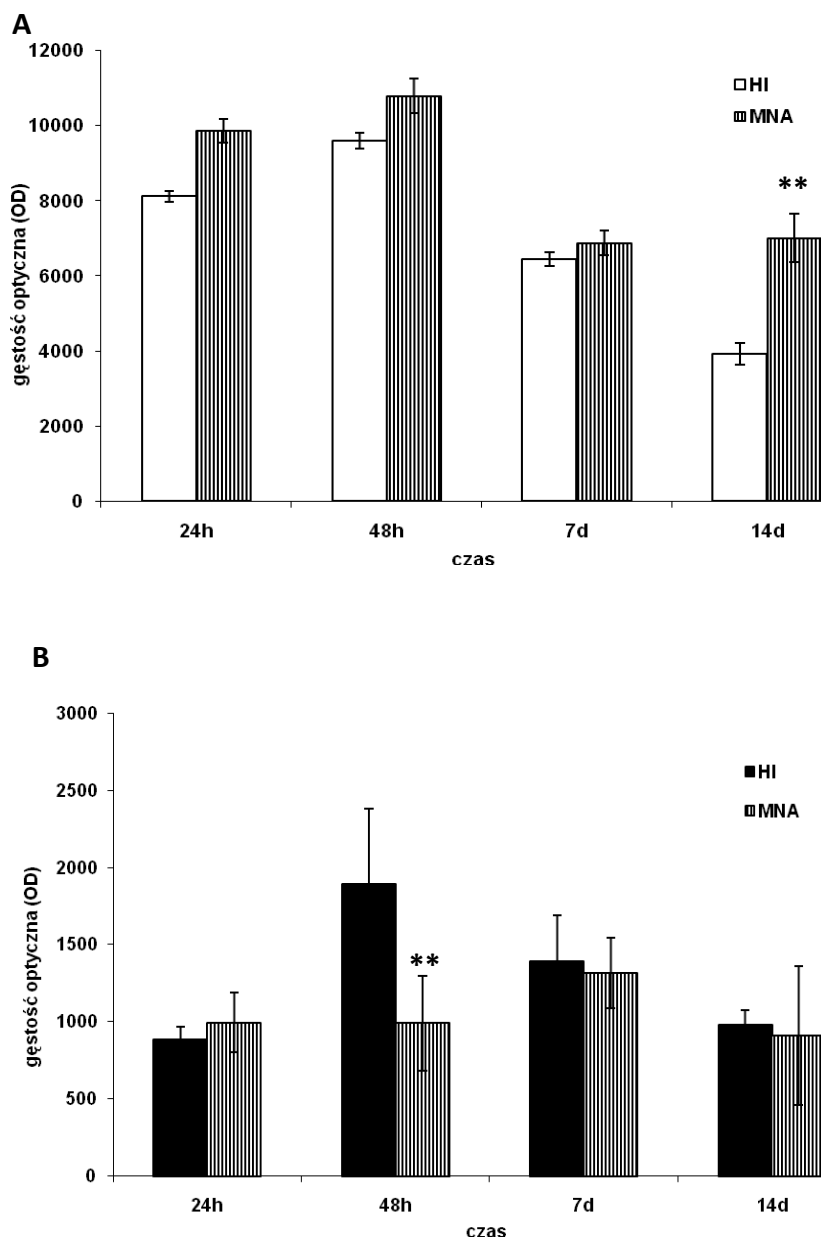 A
12000
10000
8000
6000
4000
2000
0
gęstość optyczna (OD)
HI
MNA
**
24h 48h 7d 14d
czas
B
3000
2500
2000
1500
1000
500
0
gęstość optyczna (OD)
HI
MNA
**
24h 48h 7d 14d
czas